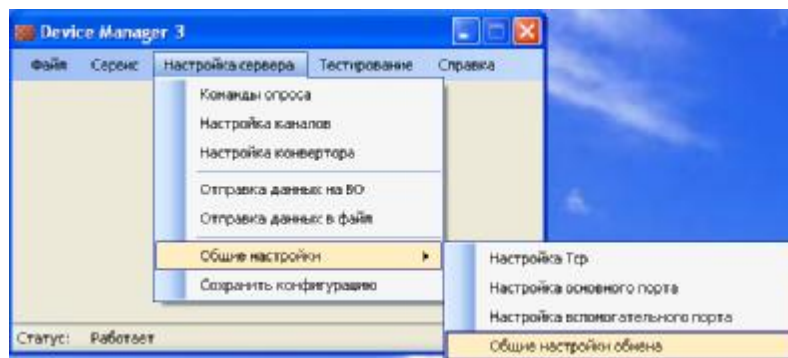 Device Manager 3
Файл Сервис Настройка сервера Тестирование Справка
Команды опроса
Настройка каналов
Настройка конвертора
Отправка данных на ВО
Отправка данных в файл
Общие настройки
Сохранить конфигурацию
Настройка Tcp
Настройка основного порта
Настройка вспомогательного порта
Общие настройки обмена
Статус: Работает